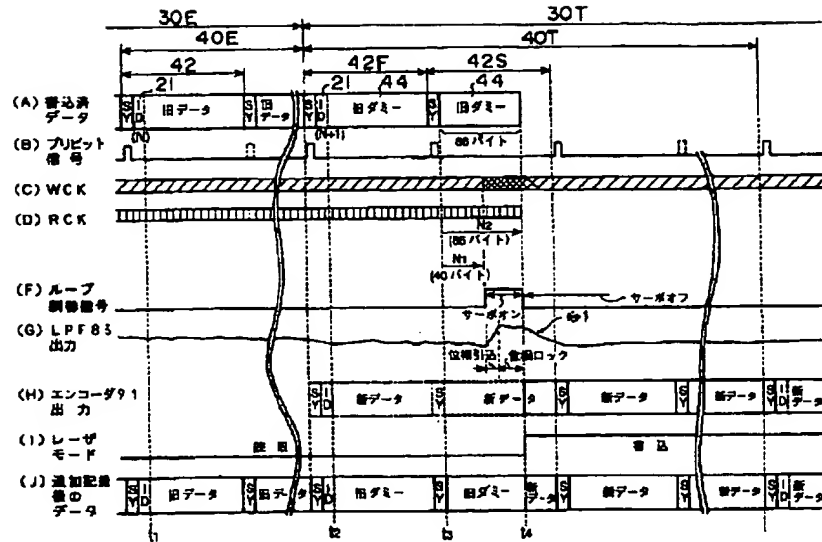 30E 30T
40E 40T
42 42F 42S
21 21 44 44
(A) 書込済データ SY ID 旧データ SY 旧データ SY ID 旧ダミー SY 旧ダミー
(N) (N+1) 86バイト
(B) プリピット信号
(C) WCK
(D) RCK
N2
(86バイト)
N1
(40バイト)
(F) ループ制御信号
サーボオン サーボオフ
(G) LPF85出力
位相引込 位相ロック
(H) エンコーダ91出力 SY ID 新データ SY 新データ SY 新データ SY 新データ SY ID 新データ
(I) レーザモード
書込
(J) 追加記録後のデータ SY ID 旧データ SY 旧データ SY ID 旧ダミー SY 旧ダミー 新データ SY 新データ SY 新データ SY ID 新データ
t1 t2 t3 t4